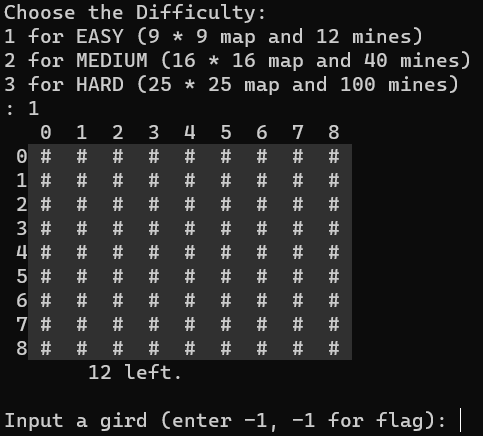 Choose the Difficulty:
1 for EASY (9 * 9 map and 12 mines)
2 for MEDIUM (16 * 16 map and 40 mines)
3 for HARD (25 * 25 map and 100 mines)
: 1
0 1 2 3 4 5 6 7 8
0 # # # # # # # # #
1 # # # # # # # # #
2 # # # # # # # # #
3 # # # # # # # # #
4 # # # # # # # # #
5 # # # # # # # # #
6 # # # # # # # # #
7 # # # # # # # # #
8 # # # # # # # # #
12 left.
Input a gird (enter -1, -1 for flag):